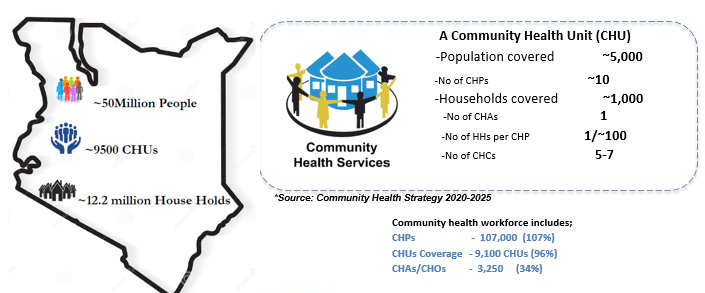 ~50Million People
~9500 CHUs
~12.2 million House Holds
Community
Health Services
A Community Health Unit (CHU)
-Population covered ~5,000
-No of CHPs ~10
-Households covered ~1,000
-No of CHAs 1
-No of HHs per CHP 1/~100
-No of CHCs 5-7
*Source: Community Health Strategy 2020-2025
Community health workforce includes;
CHPs - 107,000 (107%)
CHUs Coverage - 9,100 CHUs (96%)
CHAs/CHOs - 3,250 (34%)